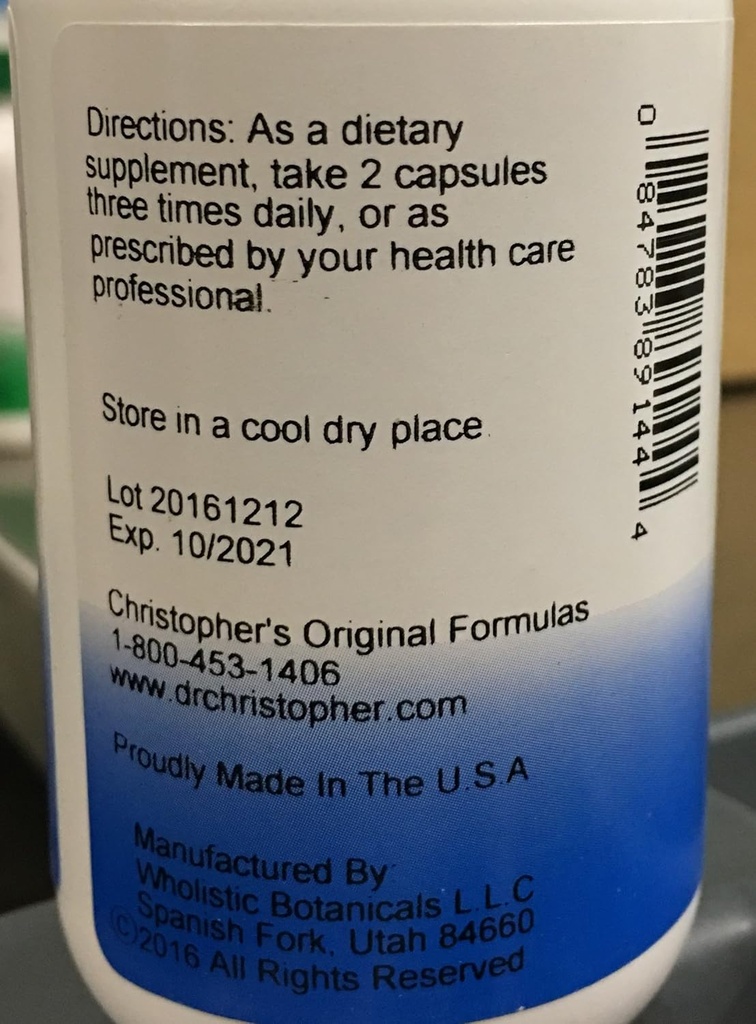 Directions: As a dietary
supplement, take 2 capsules
three times daily, or as
prescribed by your health care
professional.
Store in a cool dry place.
Lot 20161212
Exp. 10/2021
Christopher's Original Formulas
1-800-453-1406
www.drchristopher.com
Proudly Made In The U.S.A
Manufactured By:
Wholistic Botanicals L.L.C
Spanish Fork, Utah 84660
©2016 All Rights Reserved
0 84783 89144 4